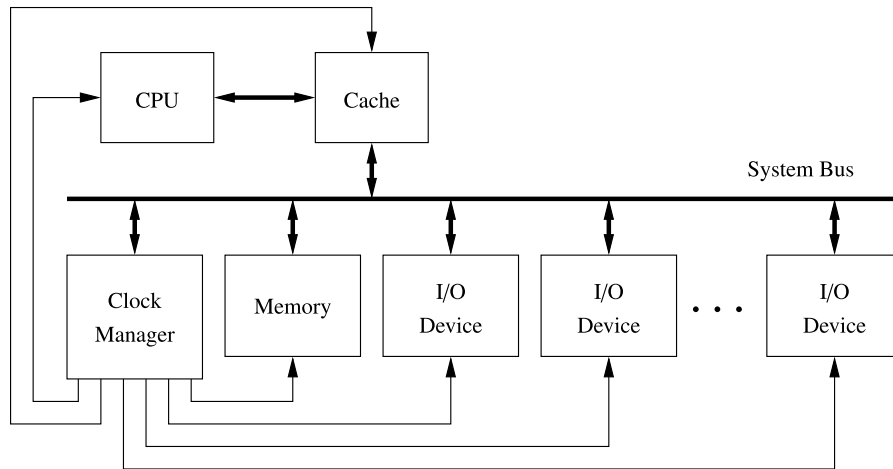 CPU
Cache
System Bus
Clock
Manager
Memory
I/O
Device
I/O
Device
. . .
I/O
Device